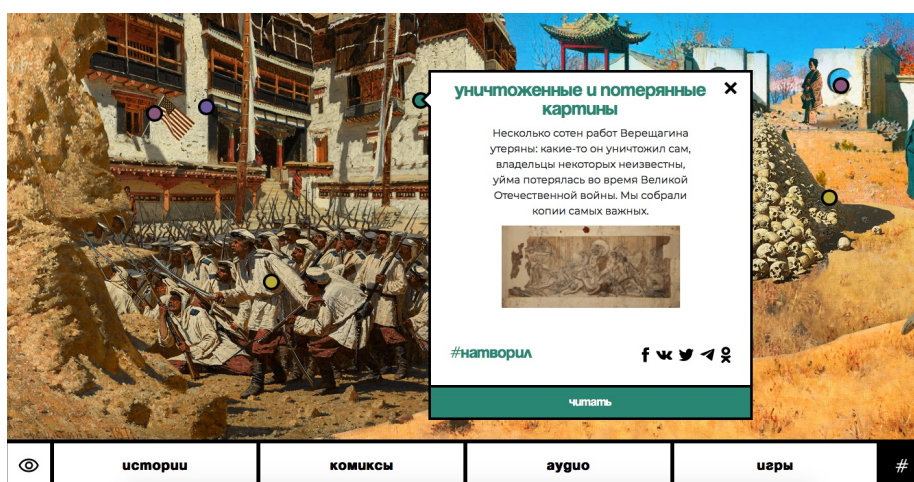 уничтоженные и потерянные
картины
Несколько сотен работ Верещагина
утеряны: какие-то он уничтожил сам,
владельцы некоторых неизвестны,
уйма потерялась во время Великой
Отечественной войны. Мы собрали
копии самых важных.
#натворил
читать
истории
комиксы
аудио
игры
#